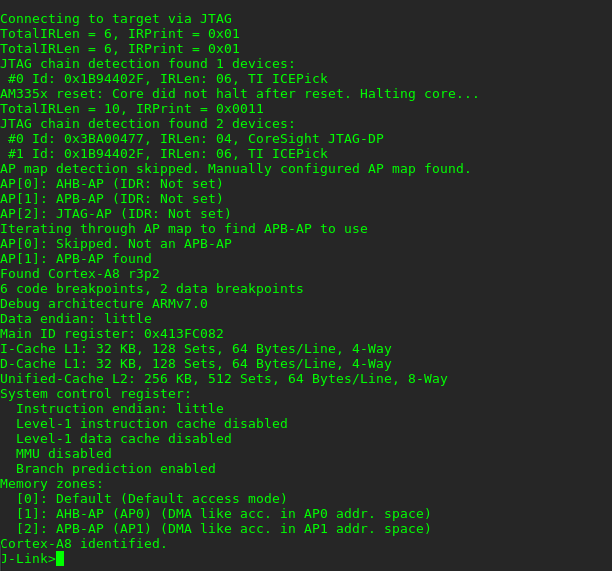 Connecting to target via JTAG
TotalIRLen = 6, IRPrint = 0x01
TotalIRLen = 6, IRPrint = 0x01
JTAG chain detection found 1 devices:
 #0 Id: 0x1B94402F, IRLen: 06, TI ICEPick
AM335x reset: Core did not halt after reset. Halting core...
TotalIRLen = 10, IRPrint = 0x0011
JTAG chain detection found 2 devices:
 #0 Id: 0x3BA00477, IRLen: 04, CoreSight JTAG-DP
 #1 Id: 0x1B94402F, IRLen: 06, TI ICEPick
AP map detection skipped. Manually configured AP map found.
AP[0]: AHB-AP (IDR: Not set)
AP[1]: APB-AP (IDR: Not set)
AP[2]: JTAG-AP (IDR: Not set)
Iterating through AP map to find APB-AP to use
AP[0]: Skipped. Not an APB-AP
AP[1]: APB-AP found
Found Cortex-A8 r3p2
6 code breakpoints, 2 data breakpoints
Debug architecture ARMv7.0
Data endian: little
Main ID register: 0x413FC082
I-Cache L1: 32 KB, 128 Sets, 64 Bytes/Line, 4-Way
D-Cache L1: 32 KB, 128 Sets, 64 Bytes/Line, 4-Way
Unified-Cache L2: 256 KB, 512 Sets, 64 Bytes/Line, 8-Way
System control register:
  Instruction endian: little
  Level-1 instruction cache disabled
  Level-1 data cache disabled
  MMU disabled
  Branch prediction enabled
Memory zones:
  [0]: Default (Default access mode)
  [1]: AHB-AP (AP0) (DMA like acc. in AP0 addr. space)
  [2]: APB-AP (AP1) (DMA like acc. in AP1 addr. space)
Cortex-A8 identified.
J-Link>